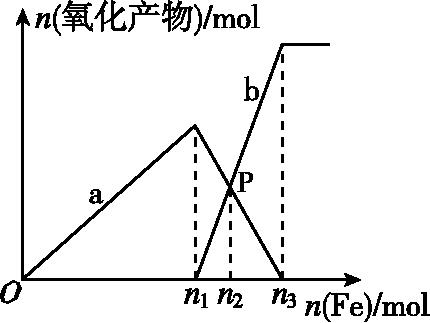 n(氧化产物)/mol
b
a
P
O
n₁ n₂ n₃ n(Fe)/mol